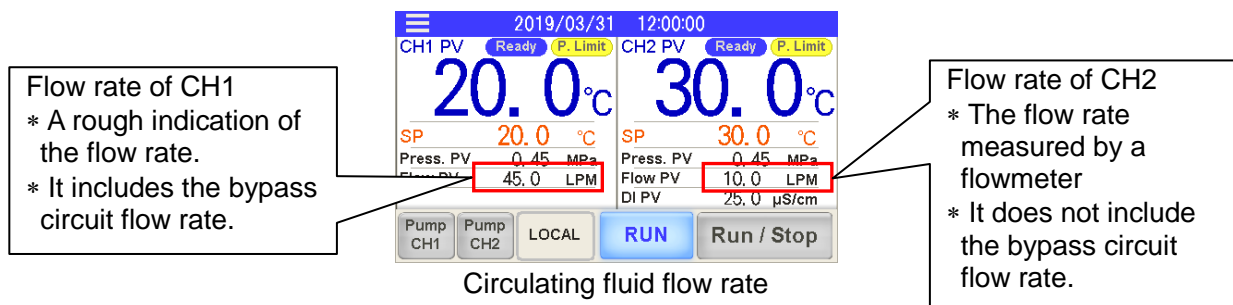 2019/03/31 12:00:00
CH1 PV Ready P. Limit
20.0 °C
SP 20.0 °C
Press. PV 0.45 MPa
Flow PV 45.0 LPM
CH2 PV Ready P. Limit
30.0 °C
SP 30.0 °C
Press. PV 0.45 MPa
Flow PV 10.0 LPM
DI PV 25.0 μS/cm
Pump CH1
Pump CH2
LOCAL
RUN
Run / Stop
Flow rate of CH1
* A rough indication of
the flow rate.
* It includes the bypass
circuit flow rate.
Flow rate of CH2
* The flow rate
measured by a
flowmeter
* It does not include
the bypass circuit
flow rate.
Circulating fluid flow rate